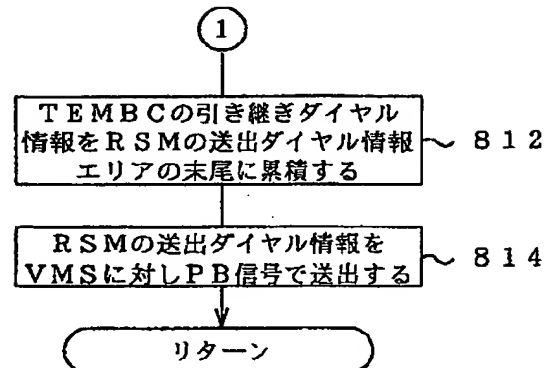 1
TEMBCの引き継ぎダイヤル
情報をRSMの送出ダイヤル情報
エリアの末尾に累積する
812
RSMの送出ダイヤル情報を
VMSに対しPB信号で送出する
814
リターン